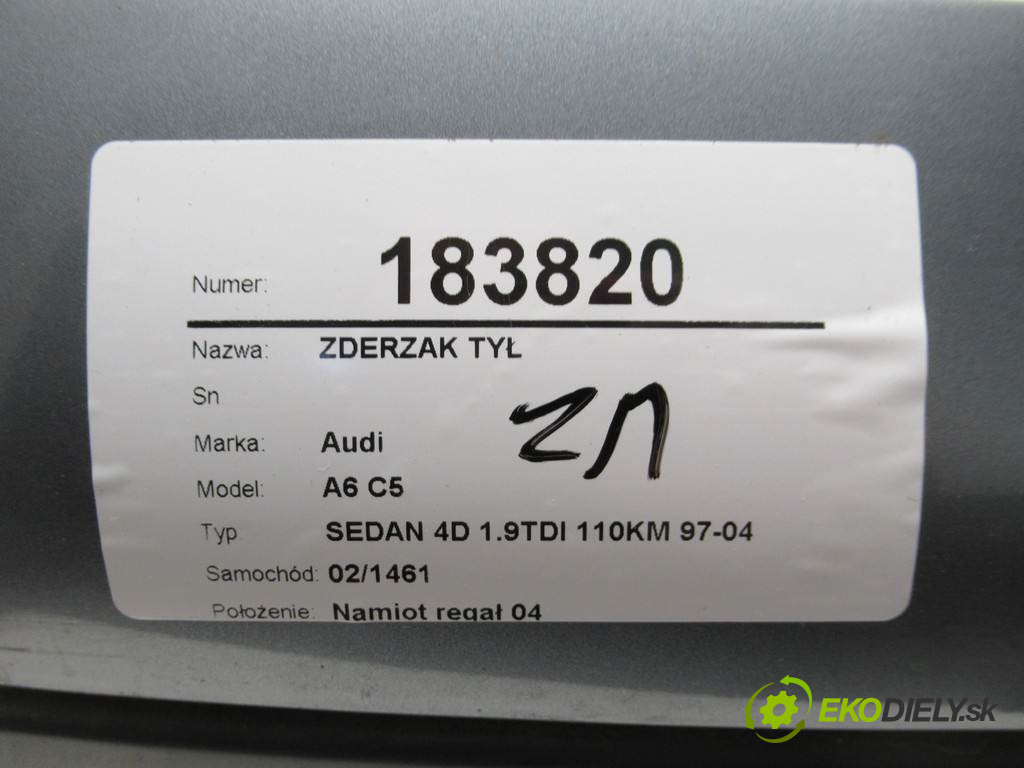 Numer: 183820
Nazwa: ZDERZAK TYŁ
Sn
Marka: Audi
Model: A6 C5
Typ SEDAN 4D 1.9TDI 110KM 97-04
Samochód: 02/1461
Położenie: Namiot regał 04
EKODIELY.sk